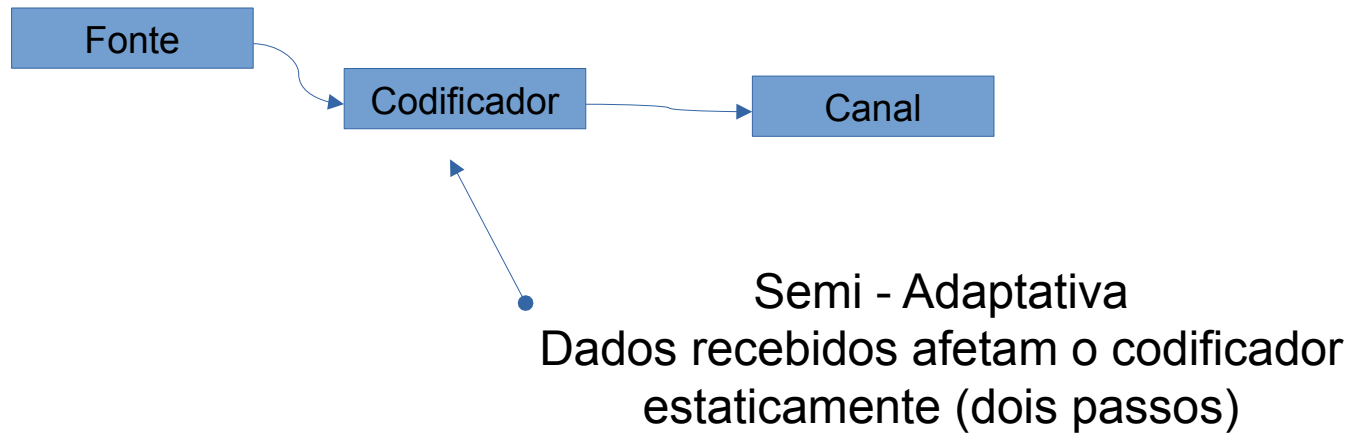 Fonte
Codificador
Canal
Semi - Adaptativa
Dados recebidos afetam o codificador
estaticamente (dois passos)